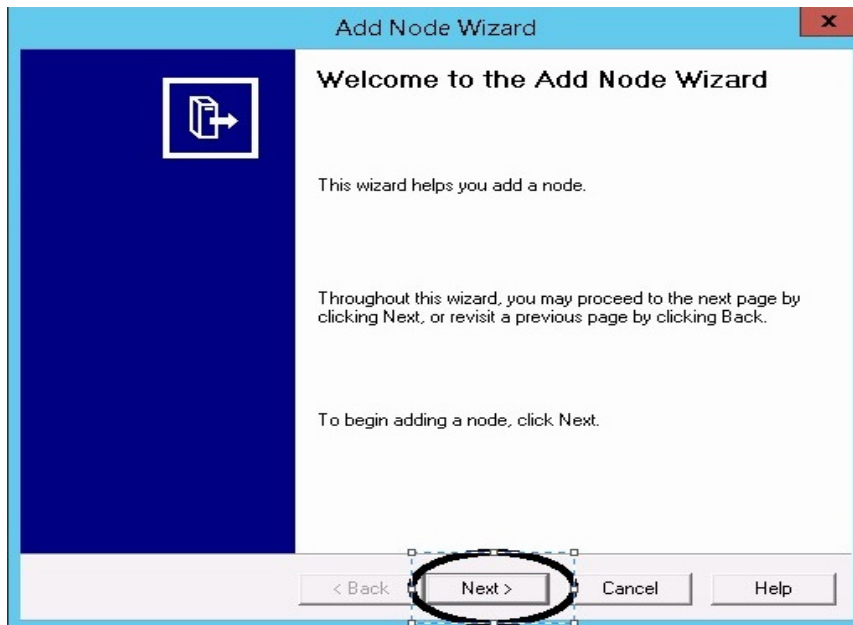 Add Node Wizard
x
Welcome to the Add Node Wizard
This wizard helps you add a node.
Throughout this wizard, you may proceed to the next page by
clicking Next, or revisit a previous page by clicking Back.
To begin adding a node, click Next.
< Back Next > Cancel Help